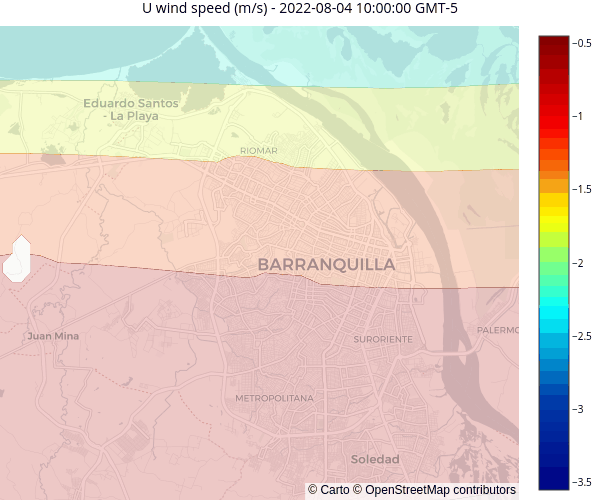 U wind speed (m/s) - 2022-08-04 10:00:00 GMT-5
−0.5
Eduardo Santos
- La Playa
−1
RIOMAR
−1.5
BARRANQUILLA
−2
Juan Mina
SURORIENTE
PALERMO
−2.5
METROPOLITANA
−3
Soledad
−3.5
© Carto © OpenStreetMap contributors